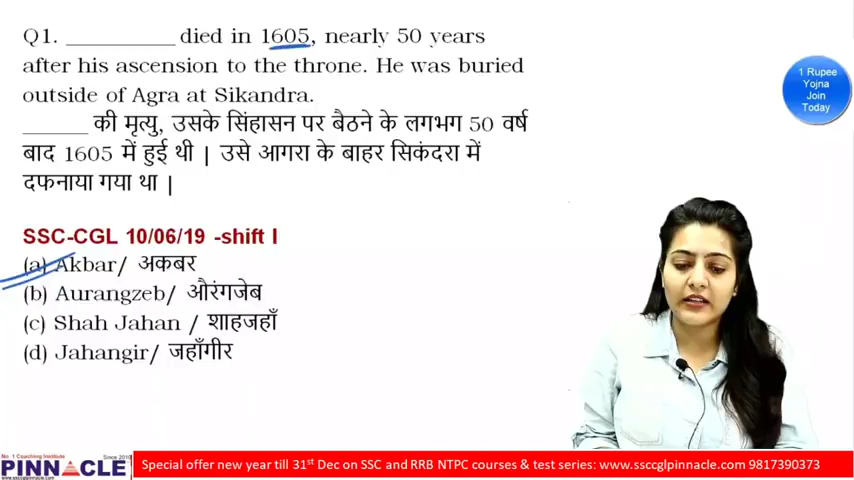 Q1. __________ died in 1605, nearly 50 years
after his ascension to the throne. He was buried
outside of Agra at Sikandra.
______ की मृत्यु, उसके सिंहासन पर बैठने के लगभग 50 वर्ष
बाद 1605 में हुई थी | उसे आगरा के बाहर सिकंदरा में
दफनाया गया था |
1 Rupee
Yojna
Join
Today
SSC-CGL 10/06/19 -shift I
(a) Akbar/ अकबर
(b) Aurangzeb/ औरंगजेब
(c) Shah Jahan / शाहजहाँ
(d) Jahangir/ जहाँगीर
No. 1 Coaching Institute Since 2010
PINNACLE
Special offer new year till 31st Dec on SSC and RRB NTPC courses & test series: www.ssccglpinnacle.com 9817390373